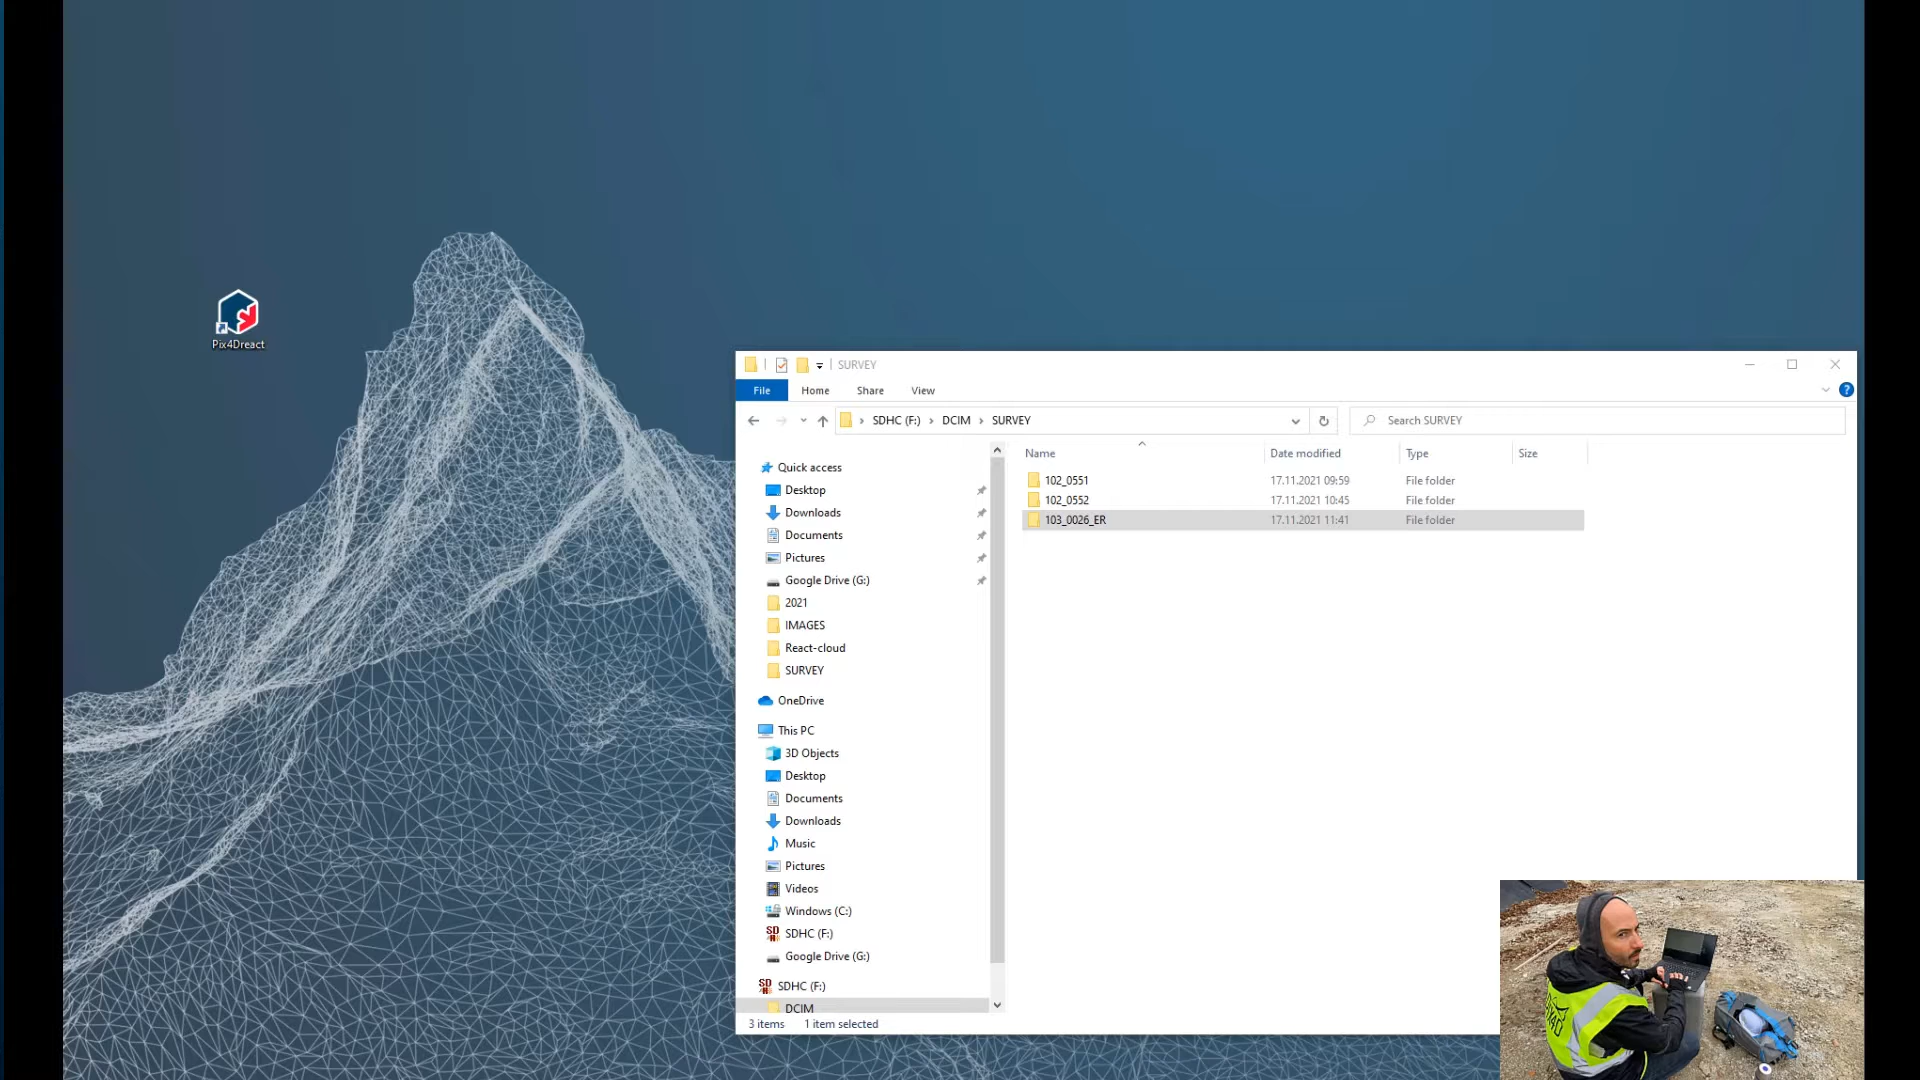 Pix4Dreact
SURVEY
File Home Share View
SDHC (F:) DCIM SURVEY
Search SURVEY
Name Date modified Type Size
102_0551 17.11.2021 09:59 File folder
102_0552 17.11.2021 10:45 File folder
103_0026_ER 17.11.2021 11:41 File folder
Quick access
Desktop
Downloads
Documents
Pictures
Google Drive (G:)
2021
IMAGES
React-cloud
SURVEY
OneDrive
This PC
3D Objects
Desktop
Documents
Downloads
Music
Pictures
Videos
Windows (C:)
SDHC (F:)
Google Drive (G:)
SDHC (F:)
DCIM
3 items 1 item selected